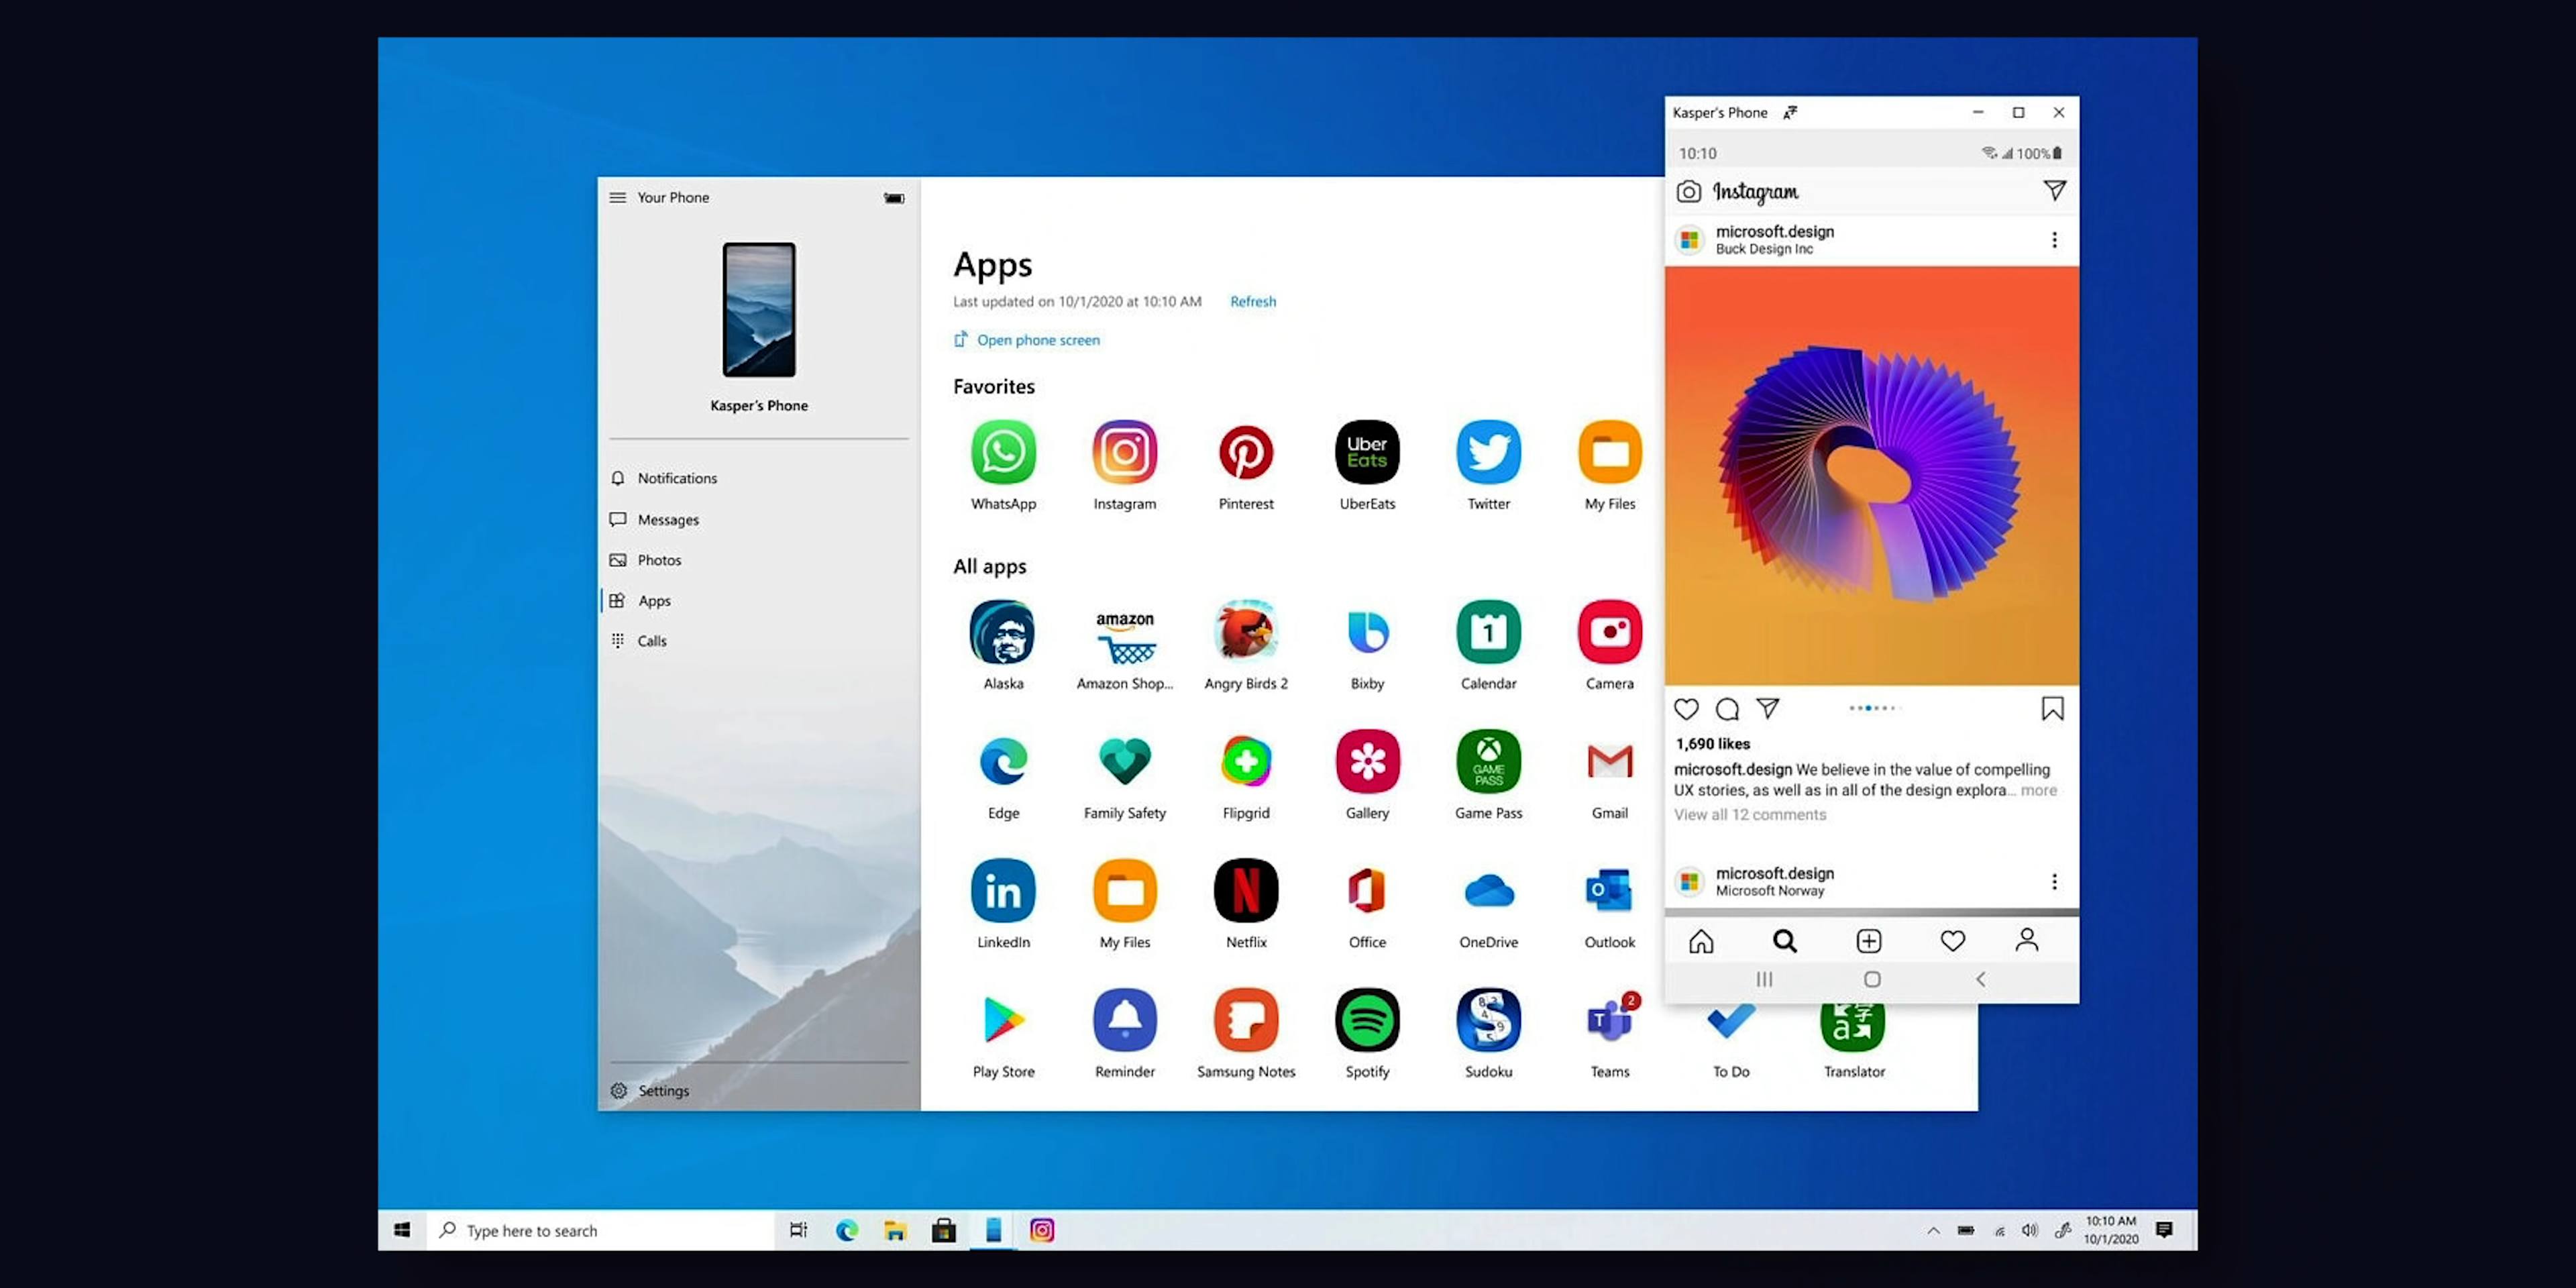 Your Phone
Kasper's Phone
Notifications
Messages
Photos
Apps
Calls
Settings
Apps
Last updated on 10/1/2020 at 10:10 AM Refresh
Open phone screen
Favorites
Uber
Eats
WhatsApp Instagram Pinterest UberEats Twitter My Files
All apps
amazon
1
Alaska Amazon Shop... Angry Birds 2 Bixby Calendar Camera
GAME
PASS
Edge Family Safety Flipgrid Gallery Game Pass Gmail
in N O
LinkedIn My Files Netflix Office OneDrive Outlook
S T 2 a 字
Play Store Reminder Samsung Notes Spotify Sudoku Teams To Do Translator
Kasper's Phone
10:10 100%
Instagram
microsoft.design
Buck Design Inc
1,690 likes
microsoft.design We believe in the value of compelling
UX stories, as well as in all of the design explora... more
View all 12 comments
microsoft.design
Microsoft Norway
Type here to search
10:10 AM
10/1/2020